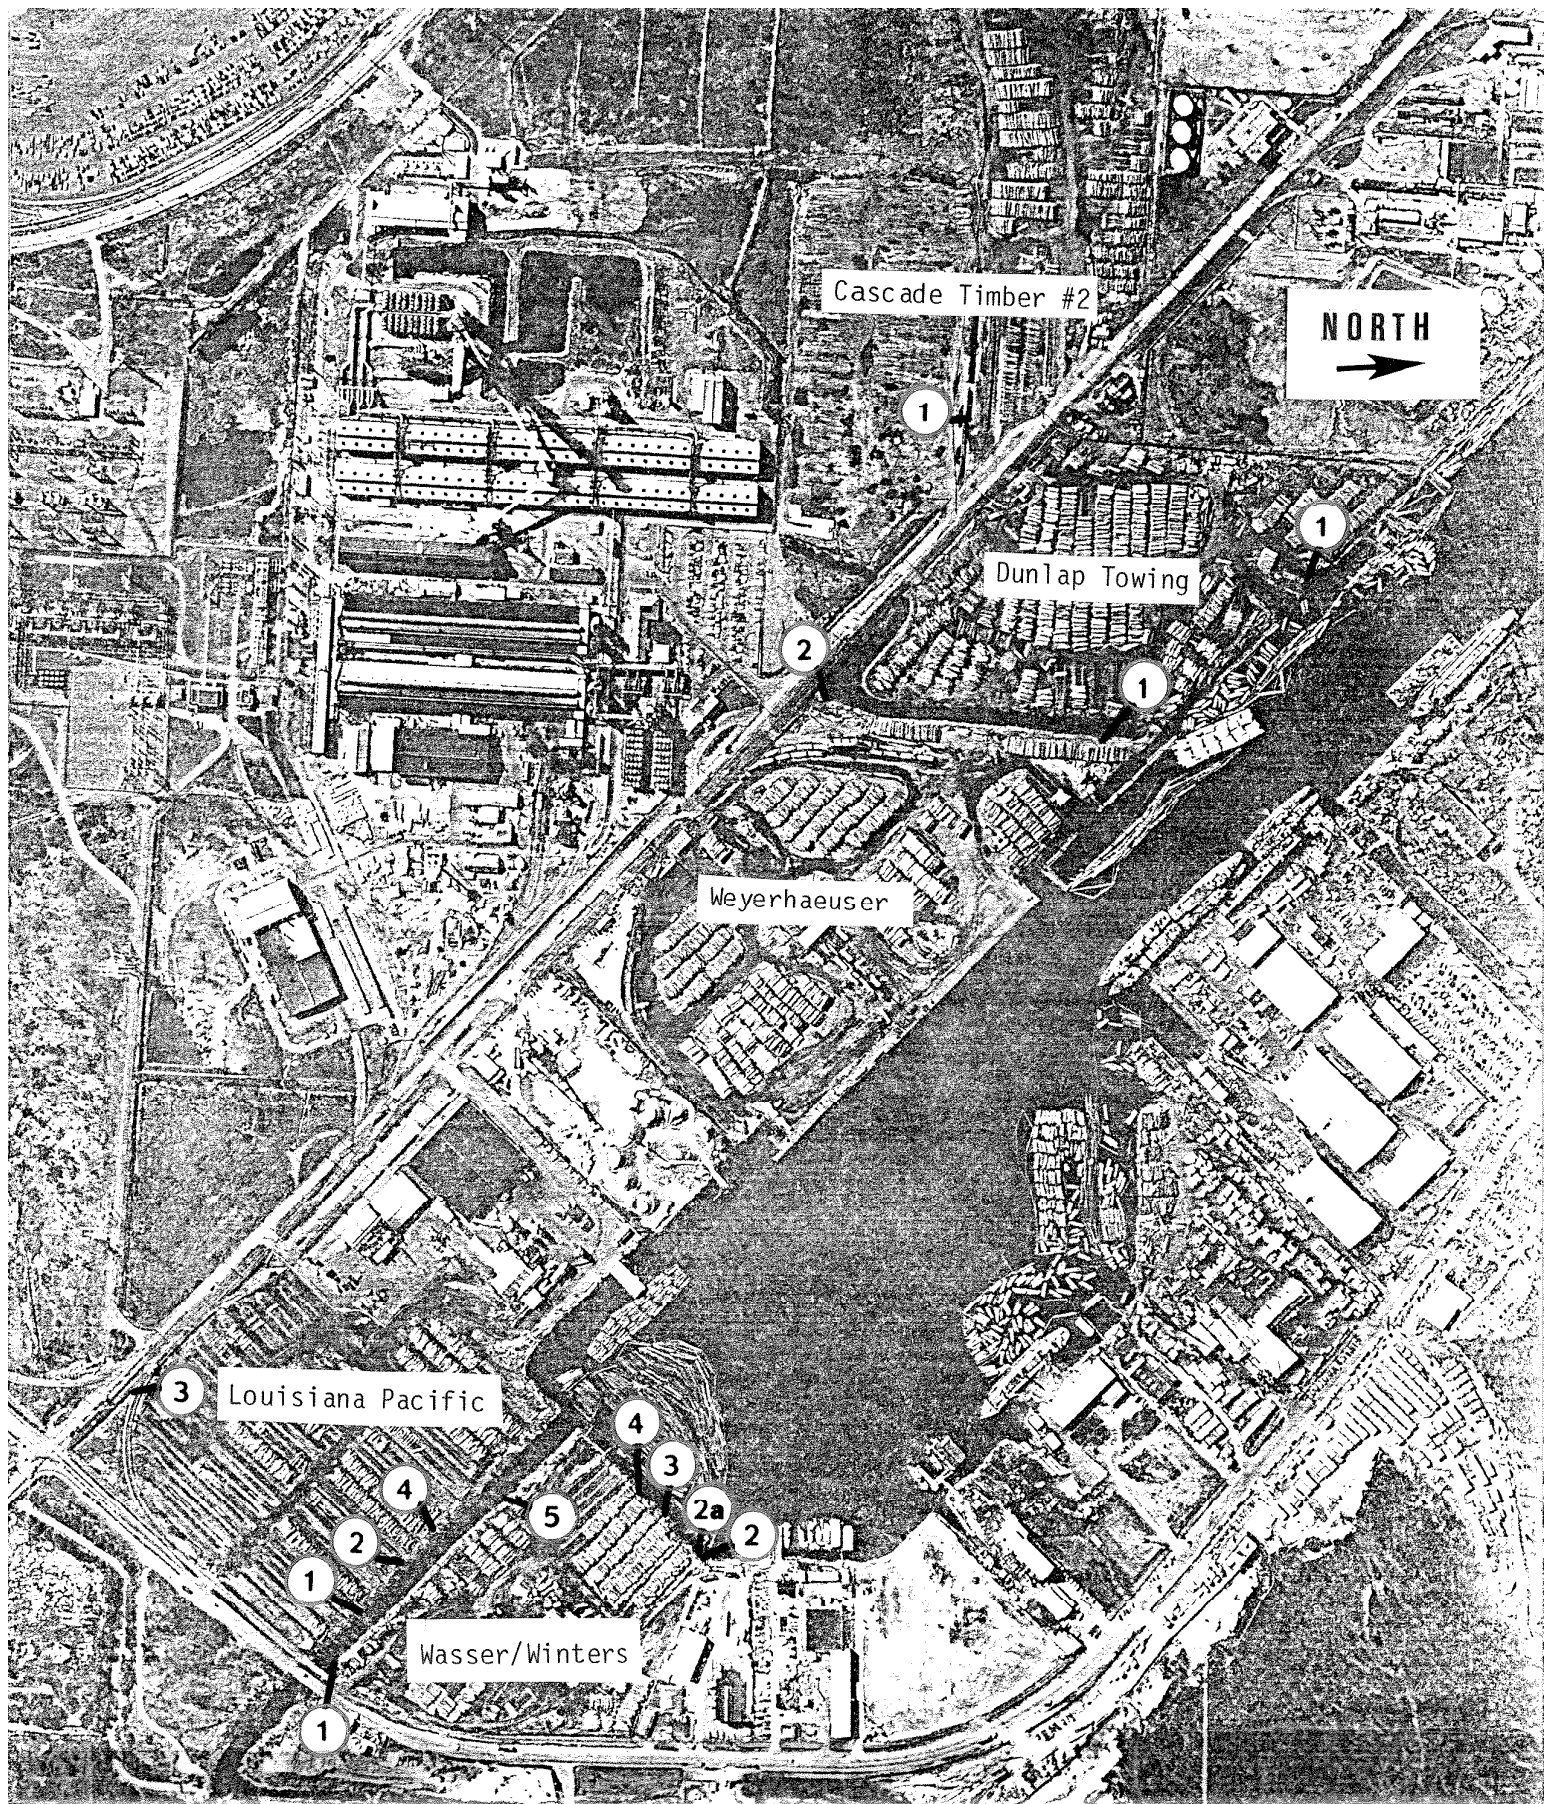 Cascade Timber #2
NORTH
1
1
Dunlap Towing
2
1
Weyerhaeuser
3
Louisiana Pacific
4
3
4
2a
5
2
2
1
Wasser/Winters
1